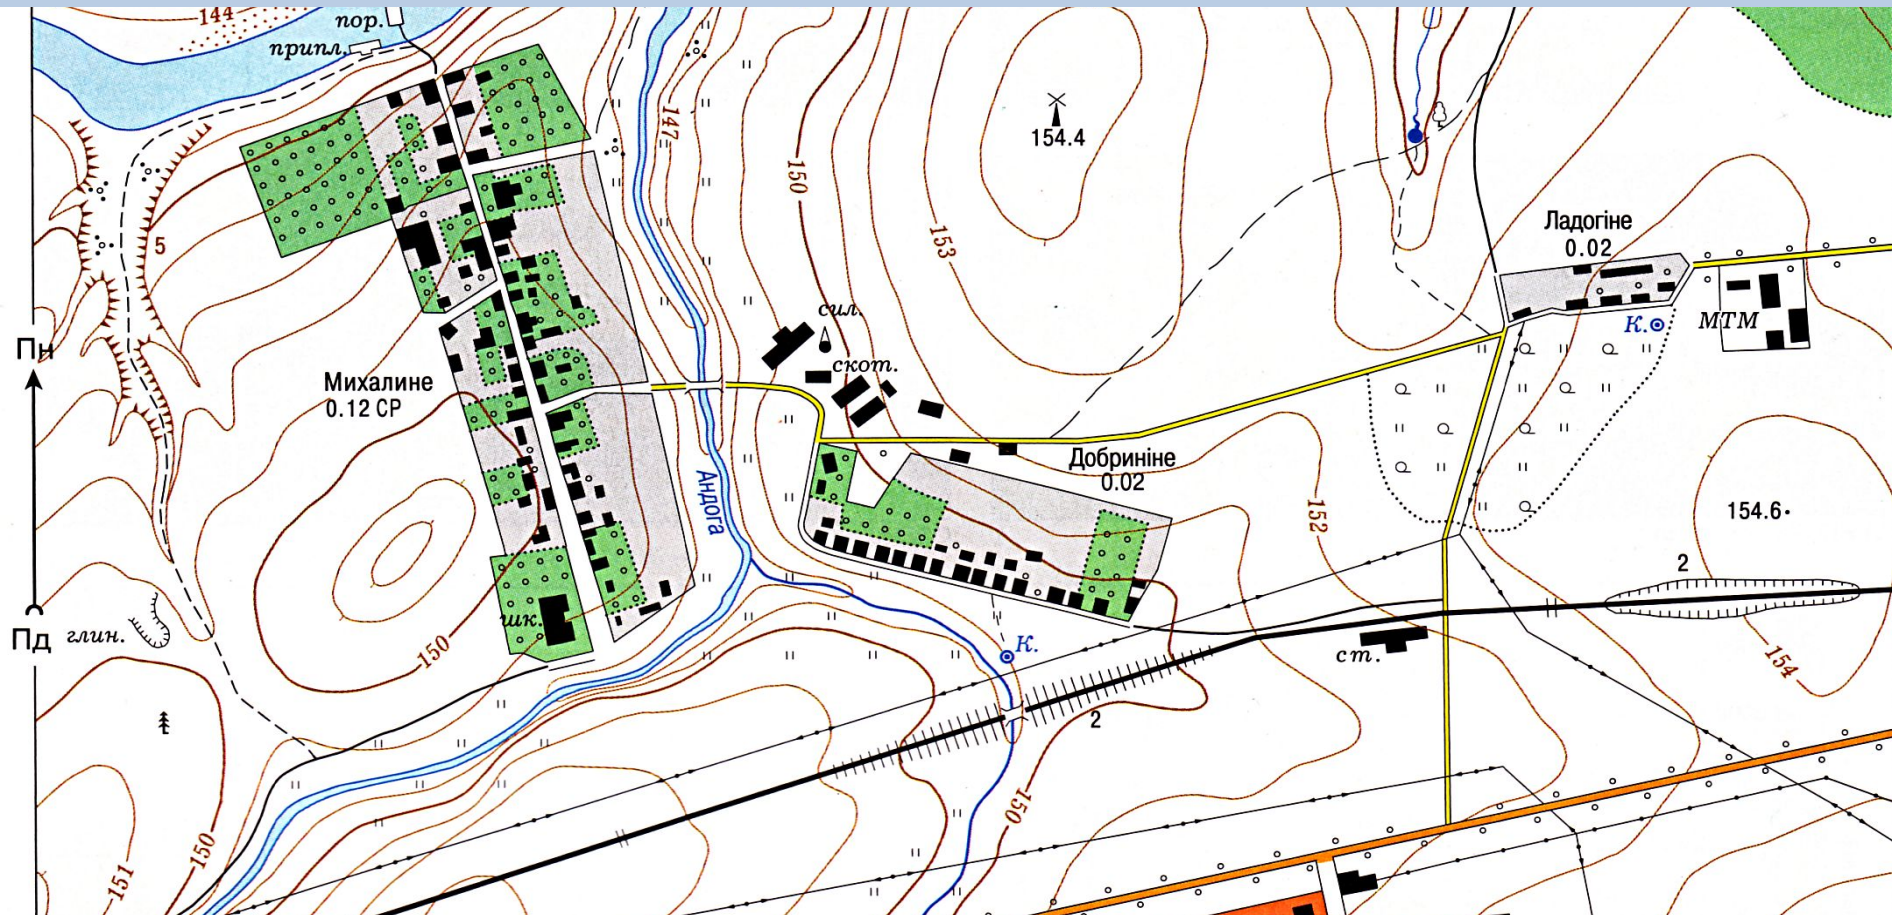 144
пор.
припл.
147
150
154.4
153
Ладогіне
0.02
5
сил.
К.
МТМ
Пн
скот.
Михалине
0.12 СР
Добриніне
0.02
Андога
152
154.6
2
Пд
глин.
шк.
150
К.
ст.
154
2
150
150
151